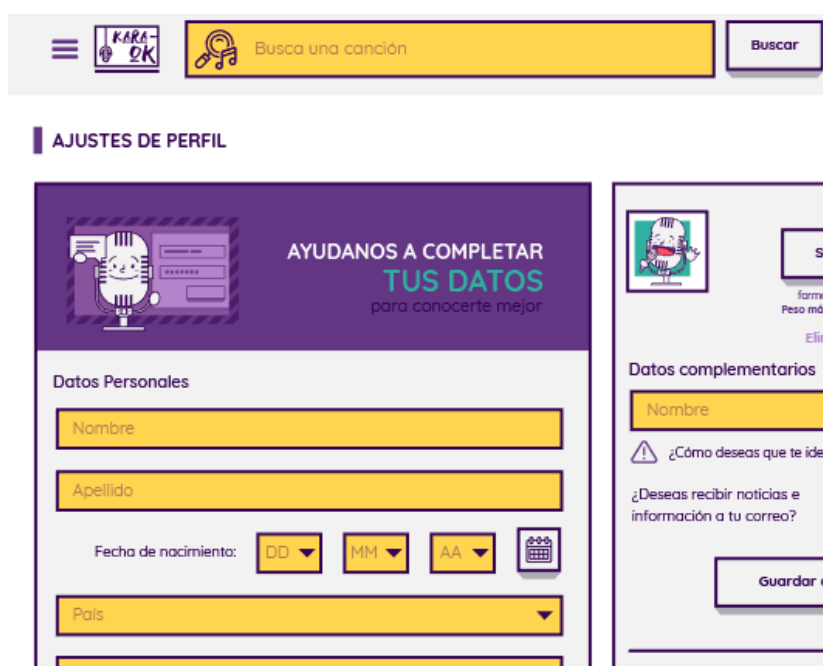 KARA-
OK
Busca una canción
Buscar
AJUSTES DE PERFIL
AYUDANOS A COMPLETAR
TUS DATOS
para conocerte mejor
Datos Personales
Nombre
Apellido
Fecha de nacimiento:
DD
MM
AA
País
Peso
Datos complementarios
Nombre
¿Cómo deseas que te
¿Deseas recibir noticias e
información a tu correo?
Guardar